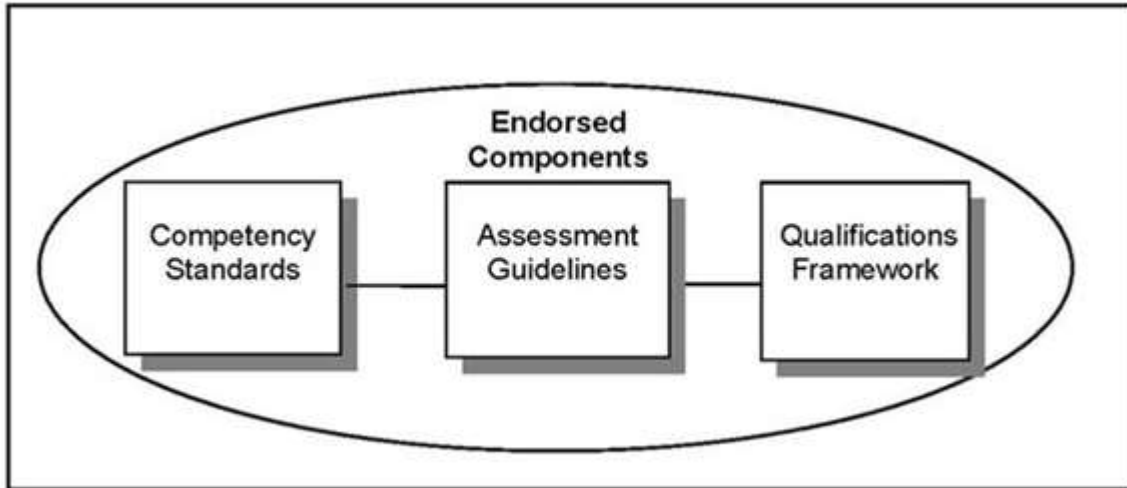 Endorsed
Components
Competency
Standards
Assessment
Guidelines
Qualifications
Framework